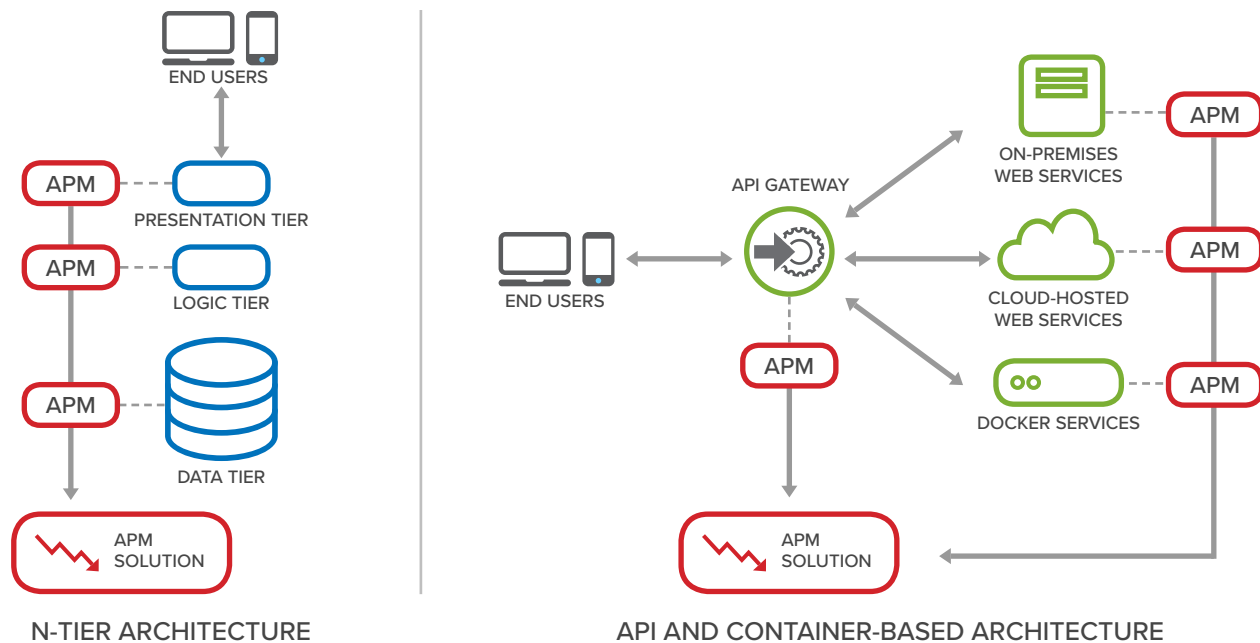 END USERS
APM
PRESENTATION TIER
APM
LOGIC TIER
APM
DATA TIER
APM
SOLUTION
N-TIER ARCHITECTURE
END USERS
API GATEWAY
APM
ON-PREMISES
WEB SERVICES
APM
CLOUD-HOSTED
WEB SERVICES
APM
DOCKER SERVICES
APM
APM
SOLUTION
API AND CONTAINER-BASED ARCHITECTURE